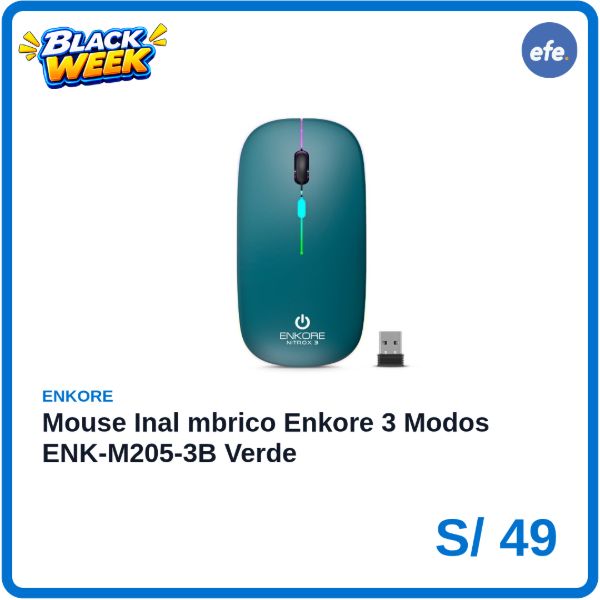 BLACK
WEEK
efe.
ENKORE
NITROX 3
ENKORE
Mouse Inal mbrico Enkore 3 Modos
ENK-M205-3B Verde
S/ 49